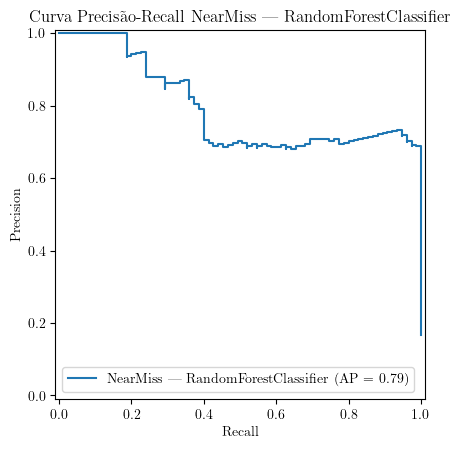 Curva Precisão-Recall NearMiss — RandomForestClassifier
1.0
0.8
0.6
0.4
0.2
0.0
Precision
NearMiss — RandomForestClassifier (AP = 0.79)
0.0 0.2 0.4 0.6 0.8 1.0
Recall